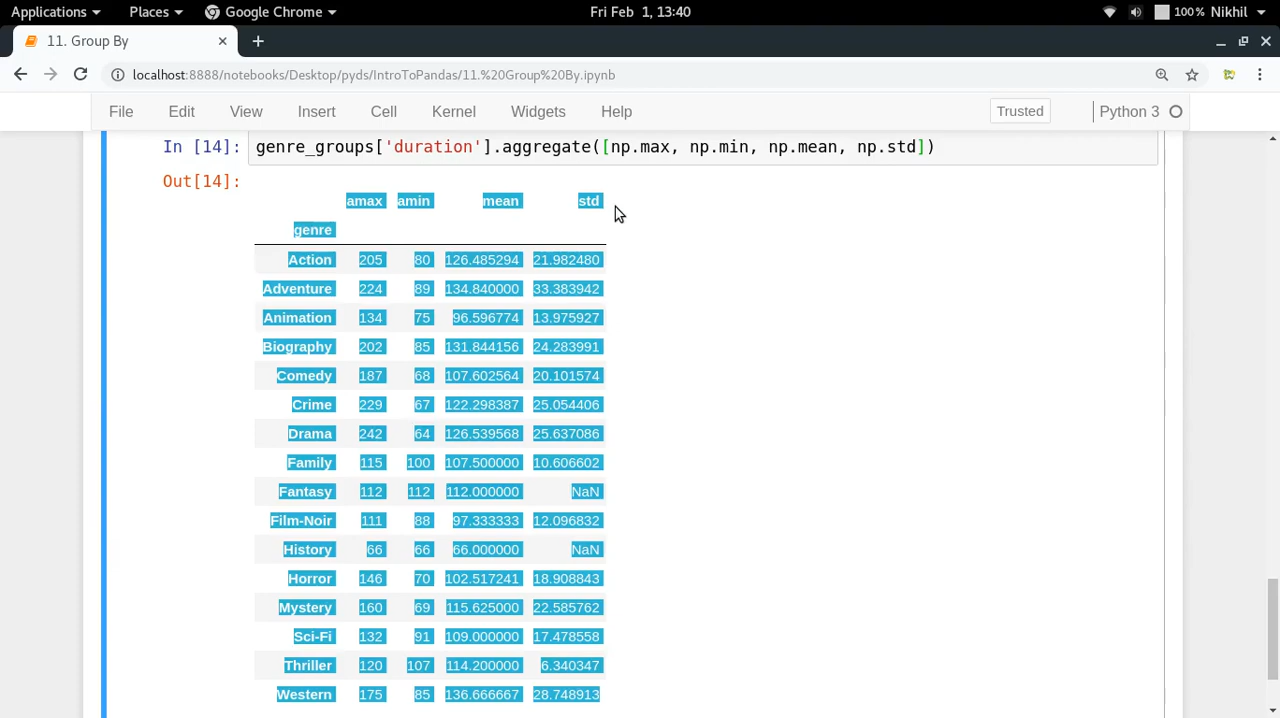 Applications Places Google Chrome Fri Feb 1, 13:40 100% Nikhil
11. Group By
localhost:8888/notebooks/Desktop/pyds/IntroToPandas/11.%20Group%20By.ipynb
File Edit View Insert Cell Kernel Widgets Help Trusted Python 3
In [14]: genre_groups['duration'].aggregate([np.max, np.min, np.mean, np.std])
Out[14]:
amax amin mean std
genre
Action 205 80 126.485294 21.982480
Adventure 224 89 134.840000 33.383942
Animation 134 75 96.596774 13.975927
Biography 202 85 131.844156 24.283991
Comedy 187 68 107.602564 20.101574
Crime 229 67 122.298387 25.054406
Drama 242 64 126.539568 25.637086
Family 115 100 107.500000 10.606602
Fantasy 112 112 112.000000 NaN
Film-Noir 111 88 97.333333 12.096832
History 66 66 66.000000 NaN
Horror 146 70 102.517241 18.908843
Mystery 160 69 115.625000 22.585762
Sci-Fi 132 91 109.000000 17.478558
Thriller 120 107 114.200000 6.340347
Western 175 85 136.666667 28.748913